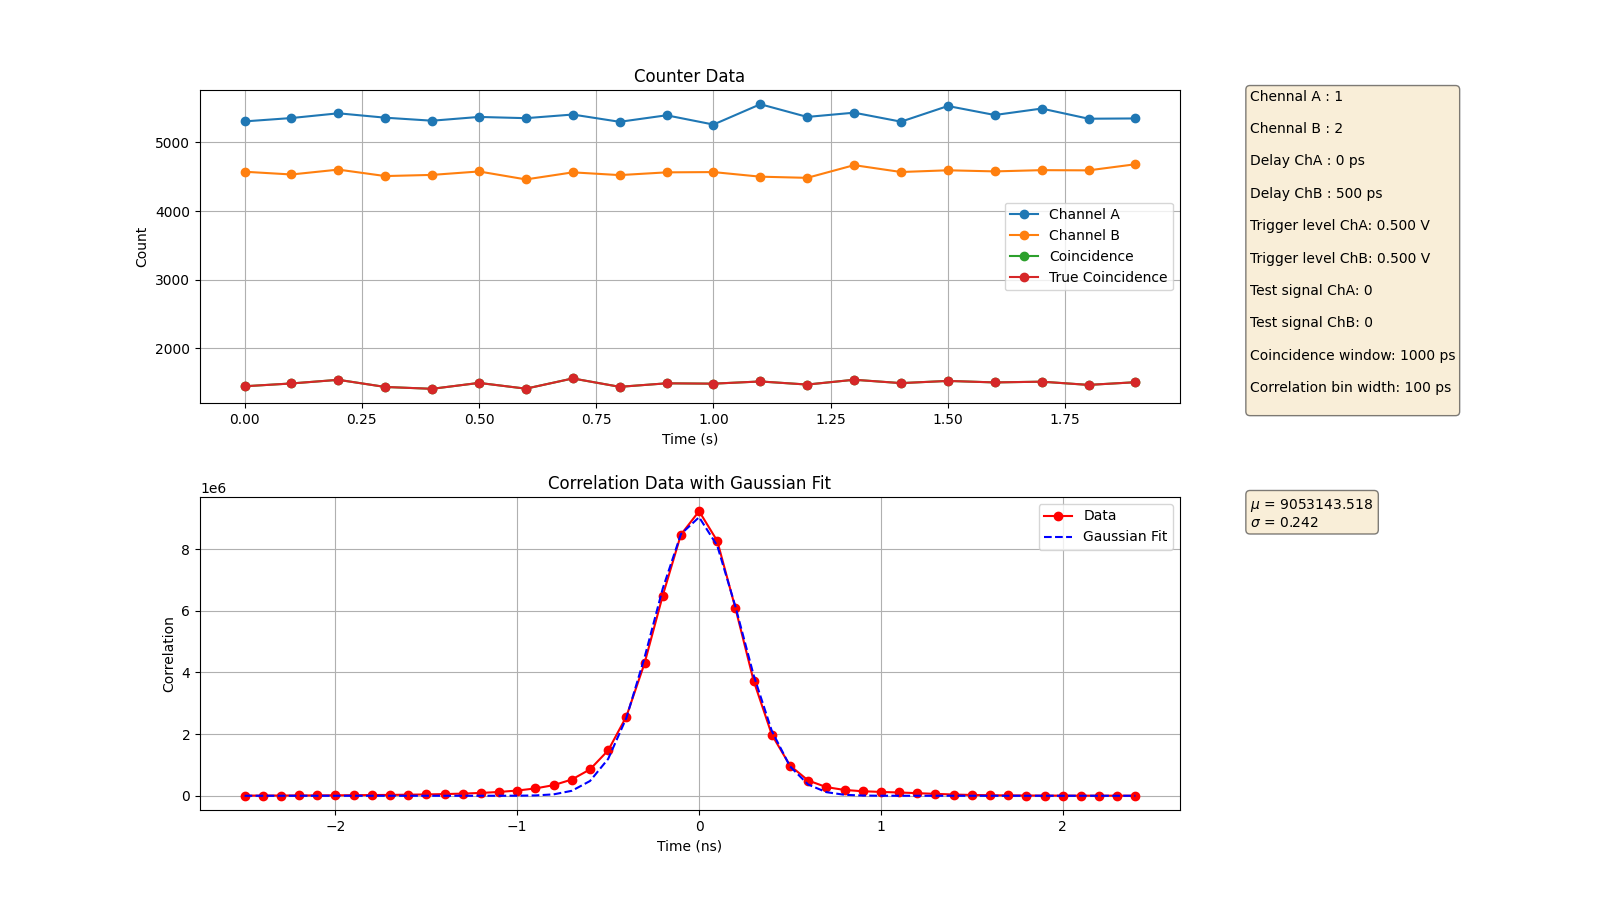 Counter Data
Count
5000
4000
3000
2000
0.00 0.25 0.50 0.75 1.00 1.25 1.50 1.75
Time (s)
Channel A
Channel B
Coincidence
True Coincidence
Chennal A : 1
Chennal B : 2
Delay ChA : 0 ps
Delay ChB : 500 ps
Trigger level ChA: 0.500 V
Trigger level ChB: 0.500 V
Test signal ChA: 0
Test signal ChB: 0
Coincidence window: 1000 ps
Correlation bin width: 100 ps
Correlation Data with Gaussian Fit
1e6
Correlation
8
6
4
2
0
−2 −1 0 1 2
Time (ns)
Data
Gaussian Fit
μ = 9053143.518
σ = 0.242